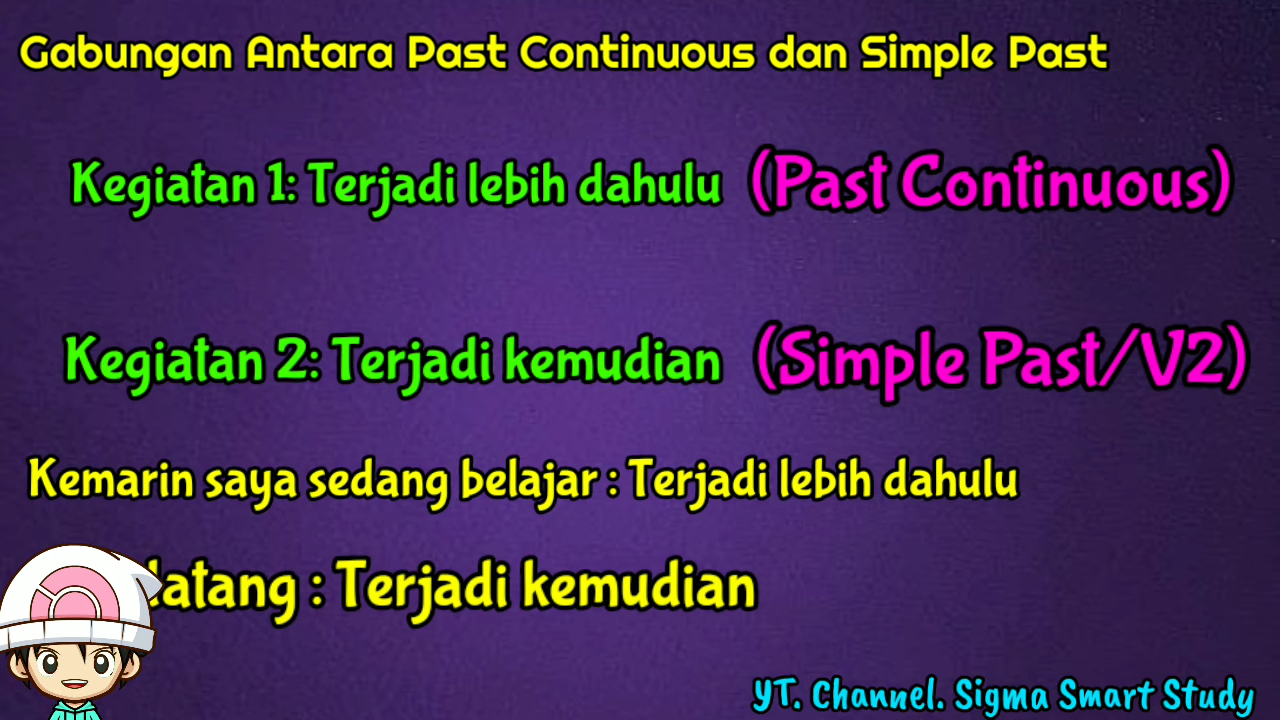 Gabungan Antara Past Continuous dan Simple Past
Kegiatan 1: Terjadi lebih dahulu (Past Continuous)
Kegiatan 2: Terjadi kemudian (Simple Past/V2)
Kemarin saya sedang belajar : Terjadi lebih dahulu
: Terjadi kemudian
YT. Channel. Sigma Smart Study